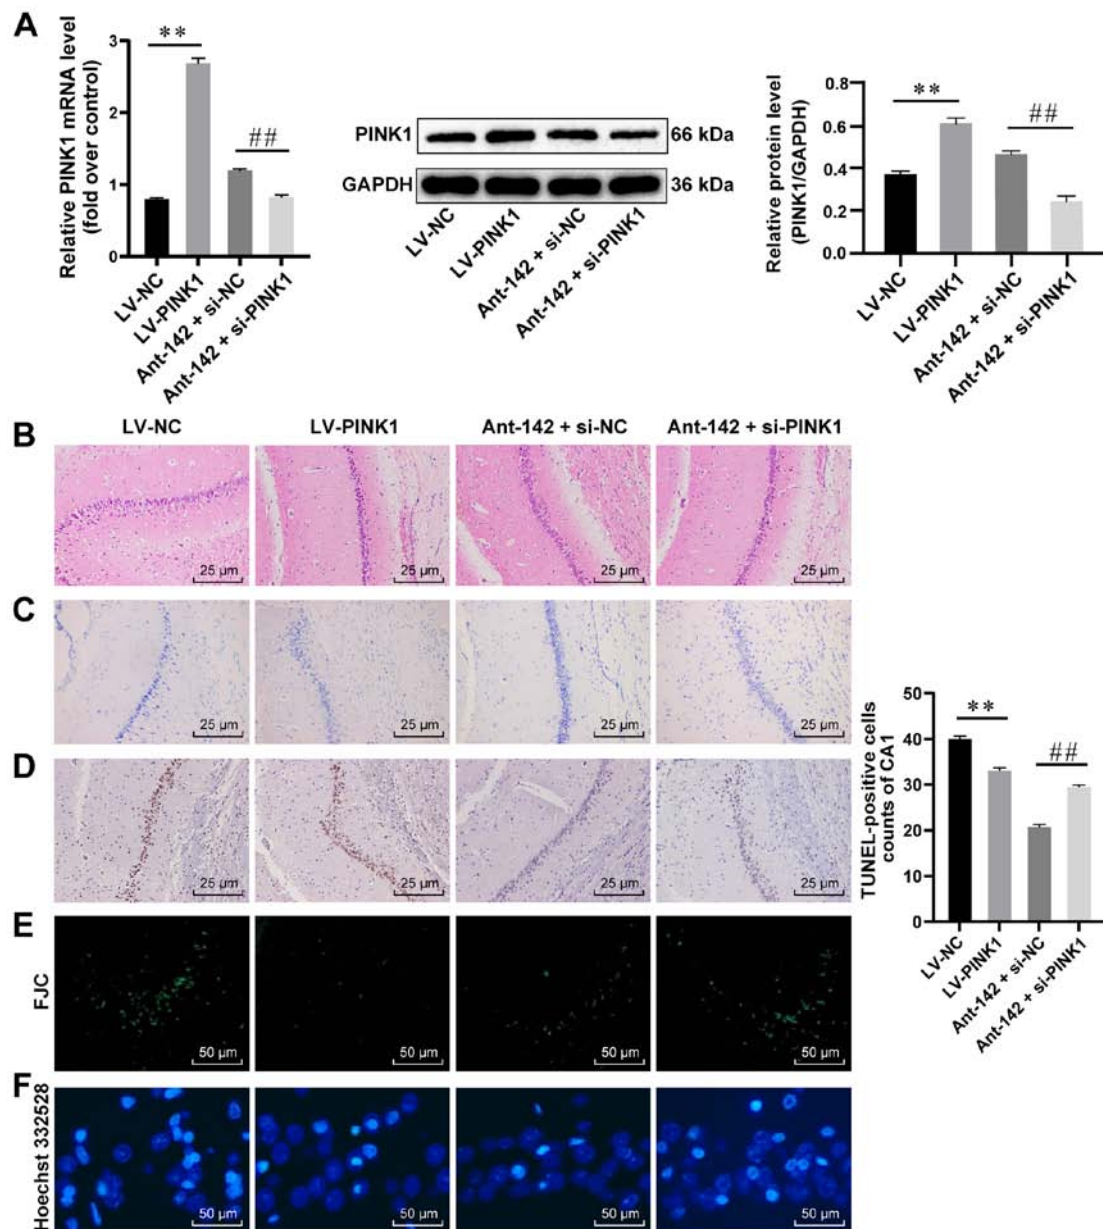 A
Relative PINK1 mRNA level
(fold over control)
3
2
1
0
**
##
LV-NC
LV-PINK1
Ant-142 + si-NC
Ant-142 + si-PINK1
PINK1
66 kDa
GAPDH
36 kDa
LV-NC
LV-PINK1
Ant-142 + si-NC
Ant-142 + si-PINK1
Relative protein level
(PINK1/GAPDH)
0.8
0.6
0.4
0.2
0.0
**
##
LV-NC
LV-PINK1
Ant-142 + si-NC
Ant-142 + si-PINK1
B
LV-NC
LV-PINK1
Ant-142 + si-NC
Ant-142 + si-PINK1
25 µm
25 µm
25 µm
25 µm
C
25 µm
25 µm
25 µm
25 µm
D
25 µm
25 µm
25 µm
25 µm
TUNEL-positive cells
counts of CA1
50
40
30
20
10
0
**
##
LV-NC
LV-PINK1
Ant-142 + si-NC
Ant-142 + si-PINK1
E
FJC
50 µm
50 µm
50 µm
50 µm
F
Hoechst 332528
50 µm
50 µm
50 µm
50 µm